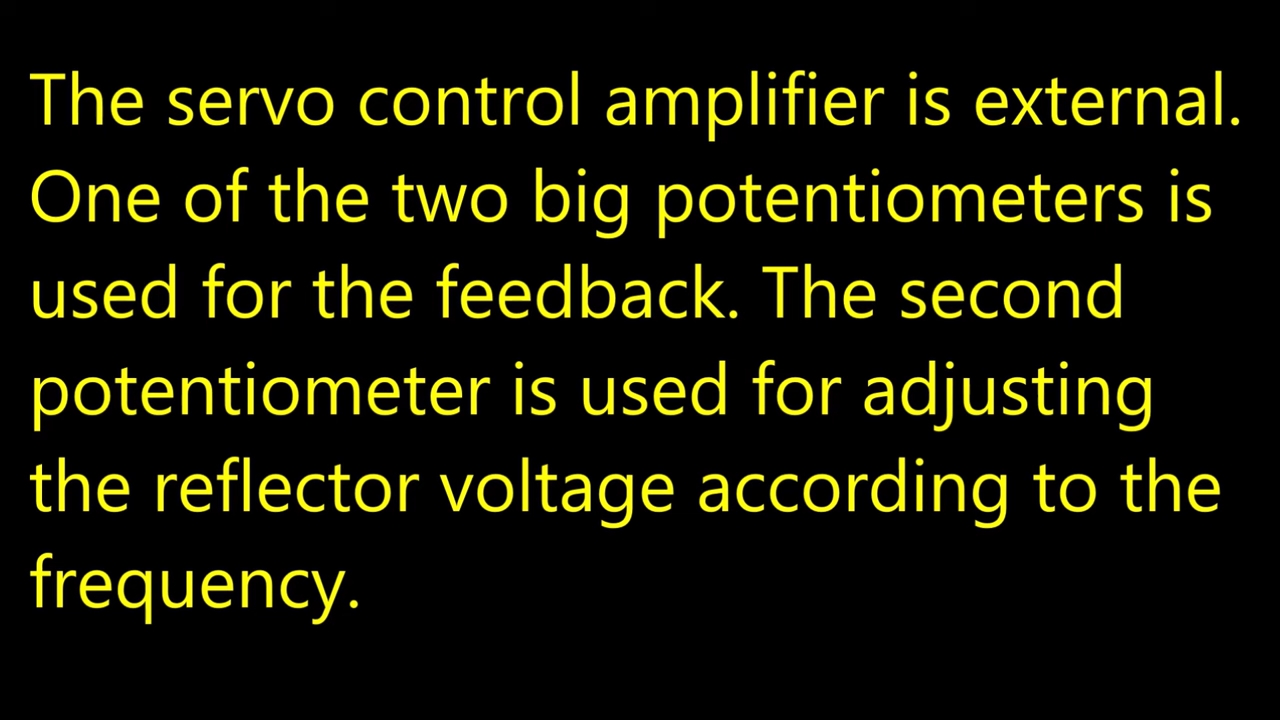 The servo control amplifier is external.
One of the two big potentiometers is
used for the feedback. The second
potentiometer is used for adjusting
the reflector voltage according to the
frequency.